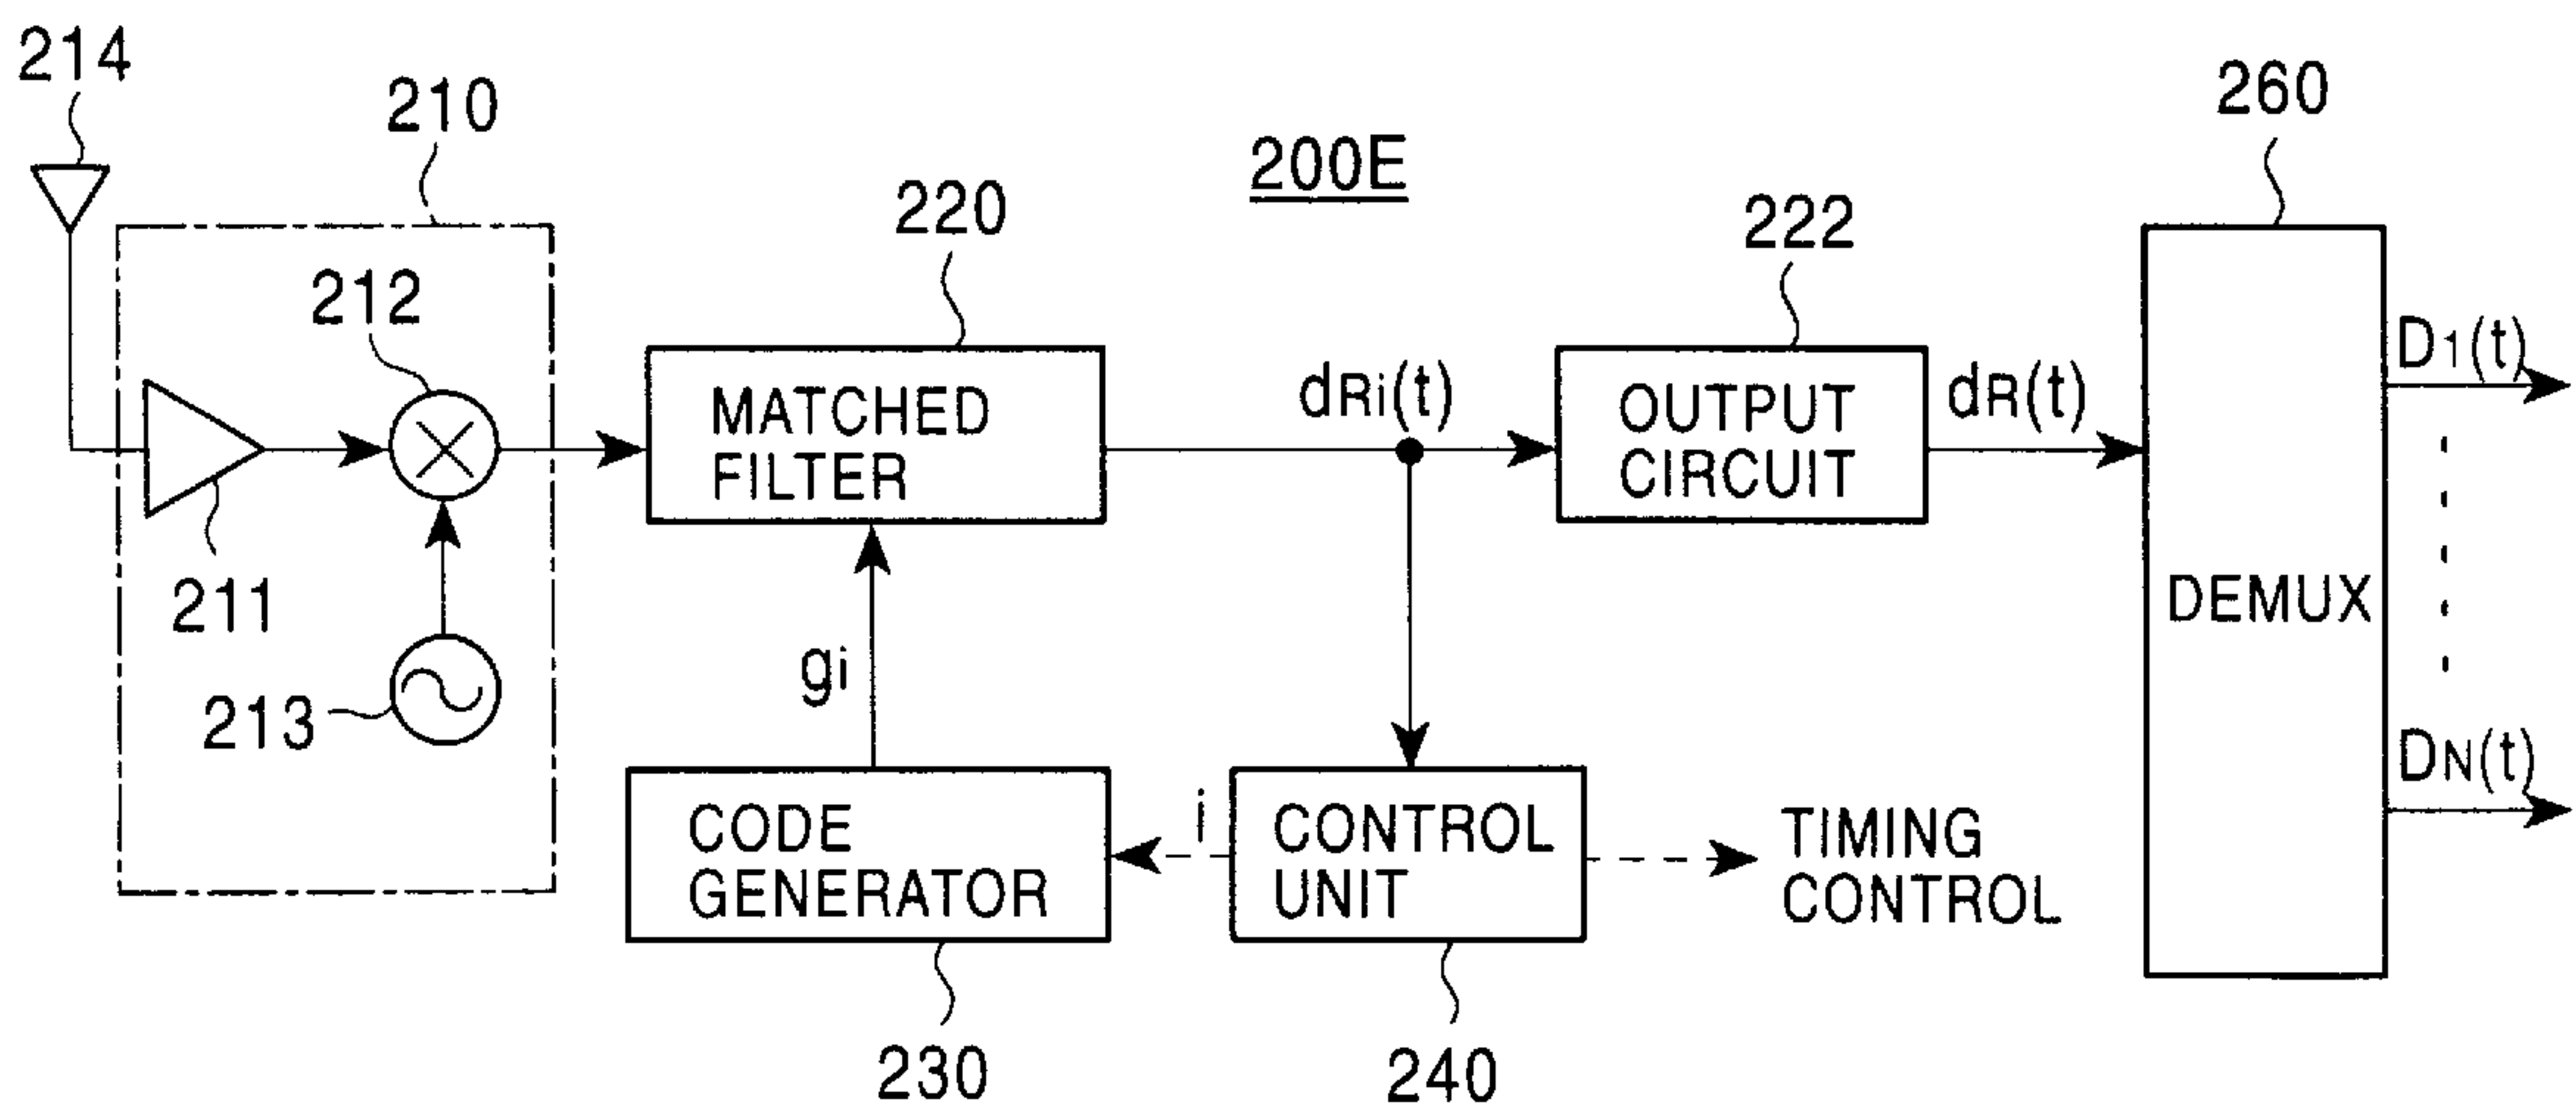 214
210
260
200E
220
222
212
D1(t)
MATCHED
FILTER
dRi(t)
OUTPUT
CIRCUIT
dR(t)
211
DEMUX
gi
213
DN(t)
CODE
GENERATOR
i
CONTROL
UNIT
TIMING
CONTROL
230
240